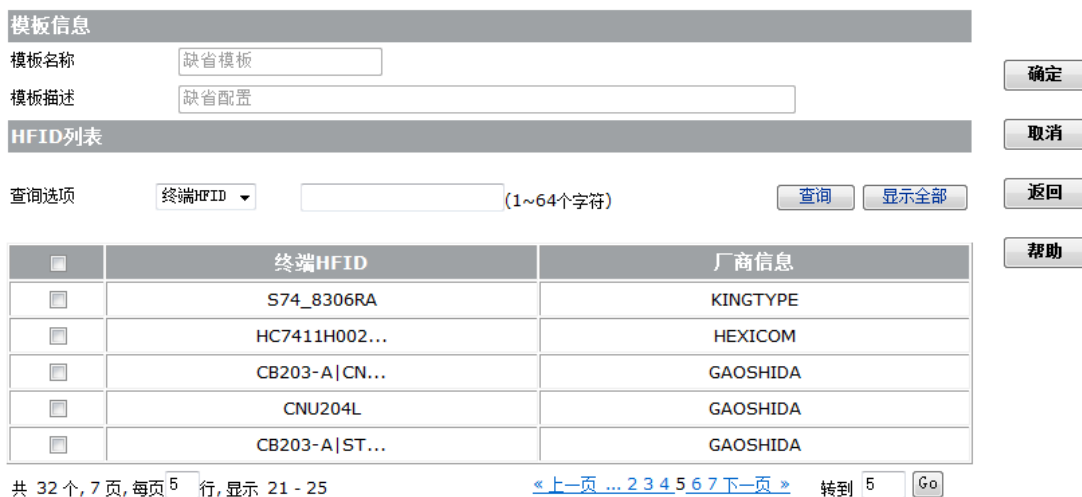 模板信息
模板名称 缺省模板
模板描述 缺省配置
确定
HFID列表
取消
查询选项 终端HFID (1~64个字符) 查询 显示全部
返回
终端HFID 厂商信息
帮助
S74_8306RA KINGTYPE
HC7411H002... HEXICOM
CB203-A|CN... GAOSHIDA
CNU204L GAOSHIDA
CB203-A|ST... GAOSHIDA
共 32 个, 7 页, 每页 5 行, 显示 21 - 25 « 上一页 ... 2 3 4 5 6 7 下一页 » 转到 5 Go